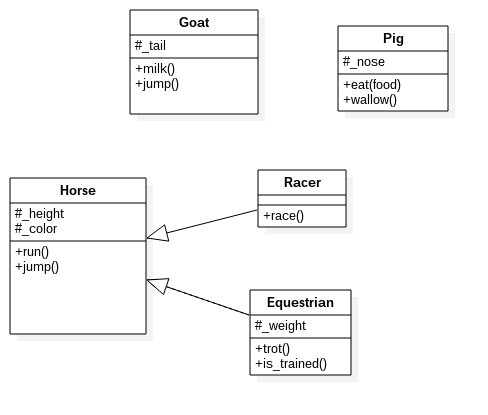 Goat
#_tail
+milk()
+jump()
Pig
#_nose
+eat(food)
+wallow()
Horse
#_height
#_color
+run()
+jump()
Racer
+race()
Equestrian
#_weight
+trot()
+is_trained()